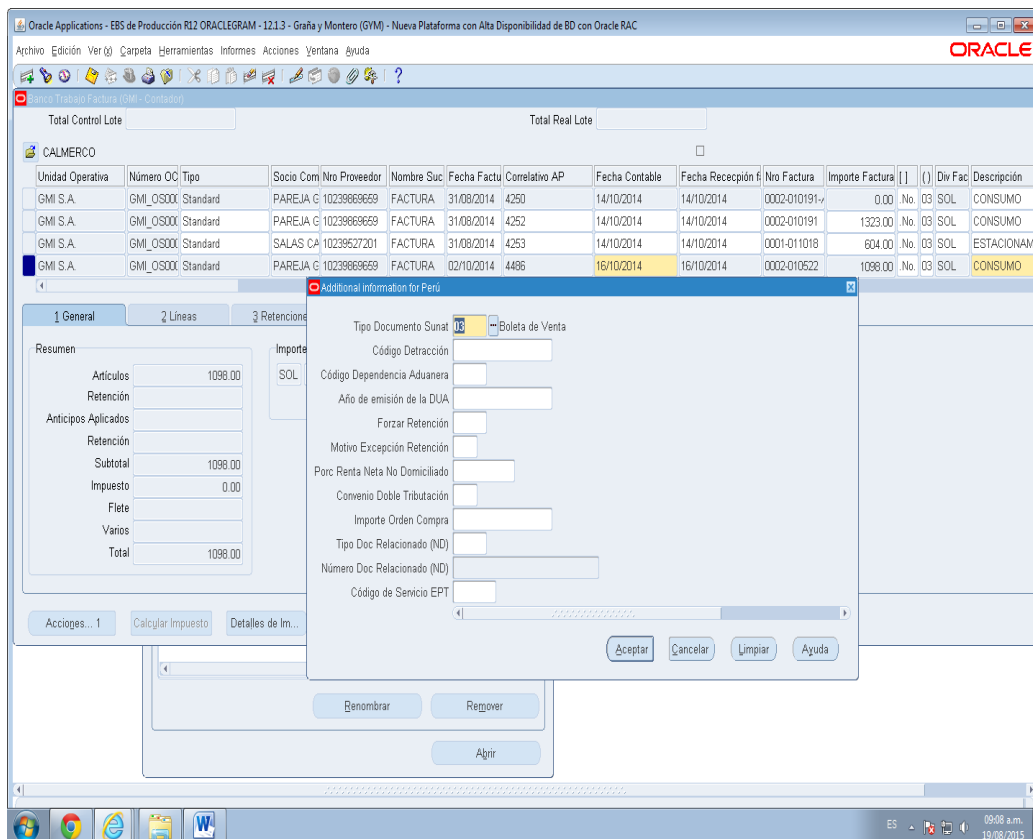 Oracle Applications - EBS de Producción R12 ORACLEGRAM - 12.1.3 - Graña y Montero (GYM) - Nueva Plataforma con Alta Disponibilidad de BD con Oracle RAC
Archivo Edición Ver(x) Carpeta Herramientas Informes Acciones Ventana Ayuda
ORACLE
Banco Trabajo Factura (GMI - Contador)
Total Control Lote Total Real Lote
CALMERCO
Unidad Operativa Número OC Tipo Socio Com Nro Proveedor Nombre Suc Fecha Factu Correlativo AP Fecha Contable Fecha Recepción f Nro Factura Importe Factura [ ] ( ) Div Fac Descripción
GMI S.A. GMI_OS000 Standard PAREJA G 10239869659 FACTURA 31/08/2014 4250 14/10/2014 14/10/2014 0002-010191-A 0.00 .No. 03 SOL CONSUMO
GMI S.A. GMI_OS000 Standard PAREJA G 10239869659 FACTURA 31/08/2014 4252 14/10/2014 14/10/2014 0002-010191 1323.00 .No. 03 SOL CONSUMO
GMI S.A. GMI_OS000 Standard SALAS CA 10239527201 FACTURA 31/08/2014 4253 14/10/2014 14/10/2014 0001-011018 604.00 .No. 03 SOL ESTACIONAM
GMI S.A. GMI_OS000 Standard PAREJA G 10239869659 FACTURA 02/10/2014 4486 16/10/2014 16/10/2014 0002-010522 1098.00 .No. 03 SOL CONSUMO
1 General 2 Líneas 3 Retencione
Resumen
Artículos 1098.00
Retención
Anticipos Aplicados
Retención
Subtotal 1098.00
Impuesto 0.00
Flete
Varios
Total 1098.00
Importe
SOL
Acciones... 1 Calcular Impuesto Detalles de Im...
Additional information for Perú
Tipo Documento Sunat 03 Boleta de Venta
Código Detracción
Código Dependencia Aduanera
Año de emisión de la DUA
Forzar Retención
Motivo Excepción Retención
Porc Renta Neta No Domiciliado
Convenio Doble Tributación
Importe Orden Compra
Tipo Doc Relacionado (ND)
Número Doc Relacionado (ND)
Código de Servicio EPT
Aceptar Cancelar Limpiar Ayuda
Renombrar Remover
Abrir
ES 09:08 a.m.
19/08/2015